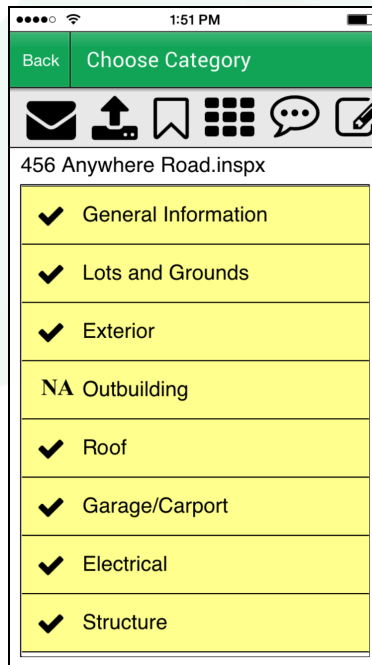 1:51 PM
Back Choose Category
456 Anywhere Road.inspx
General Information
Lots and Grounds
Exterior
NA Outbuilding
Roof
Garage/Carport
Electrical
Structure